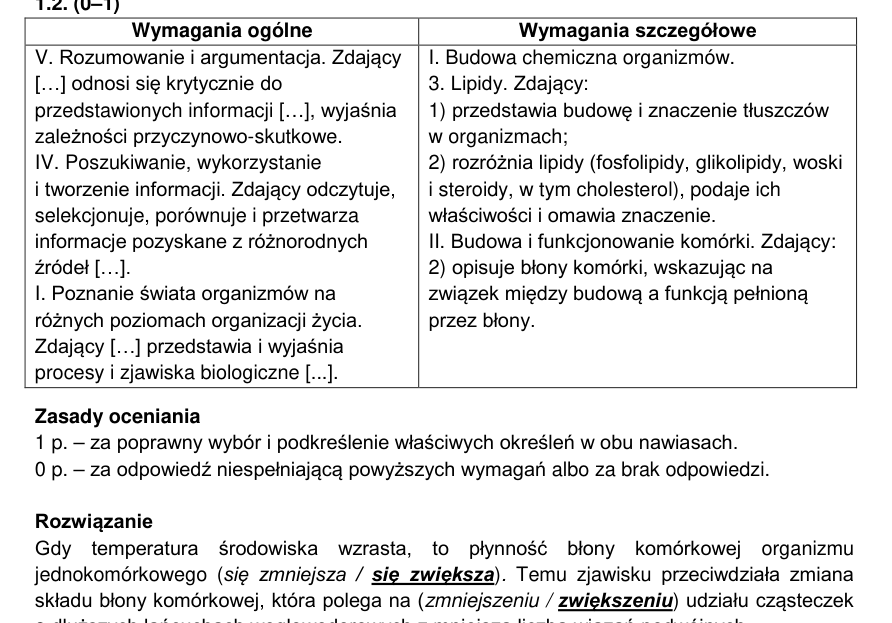 1.2. (0–1)
Wymagania ogólne
Wymagania szczegółowe
V. Rozumowanie i argumentacja. Zdający
[…] odnosi się krytycznie do
przedstawionych informacji […], wyjaśnia
zależności przyczynowo-skutkowe.
IV. Poszukiwanie, wykorzystanie
i tworzenie informacji. Zdający odczytuje,
selekcjonuje, porównuje i przetwarza
informacje pozyskane z różnorodnych
źródeł […].
I. Poznanie świata organizmów na
różnych poziomach organizacji życia.
Zdający […] przedstawia i wyjaśnia
procesy i zjawiska biologiczne [...].
I. Budowa chemiczna organizmów.
3. Lipidy. Zdający:
1) przedstawia budowę i znaczenie tłuszczów
w organizmach;
2) rozróżnia lipidy (fosfolipidy, glikolipidy, woski
i steroidy, w tym cholesterol), podaje ich
właściwości i omawia znaczenie.
II. Budowa i funkcjonowanie komórki. Zdający:
2) opisuje błony komórki, wskazując na
związek między budową a funkcją pełnioną
przez błony.
Zasady oceniania
1 p. – za poprawny wybór i podkreślenie właściwych określeń w obu nawiasach.
0 p. – za odpowiedź niespełniającą powyższych wymagań albo za brak odpowiedzi.
Rozwiązanie
Gdy temperatura środowiska wzrasta, to płynność błony komórkowej organizmu
jednokomórkowego (się zmniejsza / się zwiększa). Temu zjawisku przeciwdziała zmiana
składu błony komórkowej, która polega na (zmniejszeniu / zwiększeniu) udziału cząsteczek